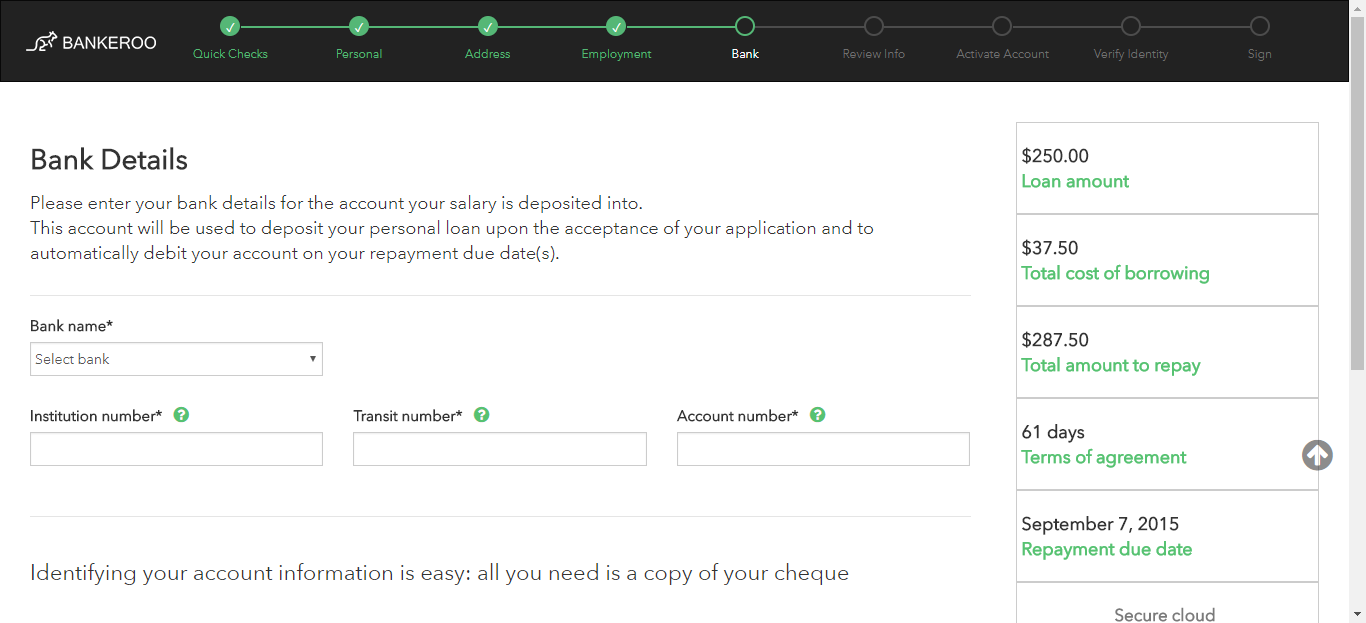 BANKEROO
Quick Checks
Personal
Address
Employment
Bank
Review Info
Activate Account
Verify Identity
Sign
Bank Details
Please enter your bank details for the account your salary is deposited into.
This account will be used to deposit your personal loan upon the acceptance of your application and to
automatically debit your account on your repayment due date(s).
Bank name*
Select bank
Institution number* ?
Transit number* ?
Account number* ?
Identifying your account information is easy: all you need is a copy of your cheque
$250.00
Loan amount
$37.50
Total cost of borrowing
$287.50
Total amount to repay
61 days
Terms of agreement
September 7, 2015
Repayment due date
Secure cloud